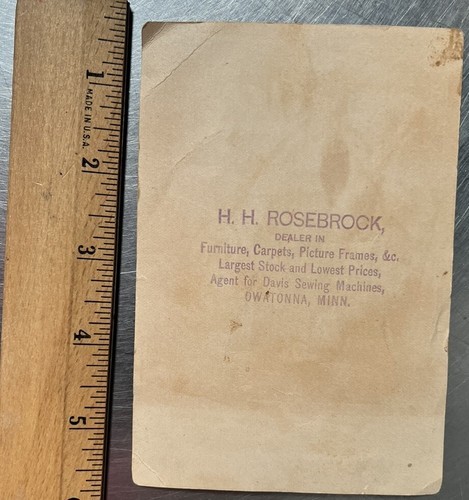 H. H. ROSEBROCK,
DEALER IN
Furniture, Carpets, Picture Frames, &c.
Largest Stock and Lowest Prices,
Agent for Davis Sewing Machines,
OWATONNA, MINN.
1
MADE IN U.S.A.
2
3
4
5